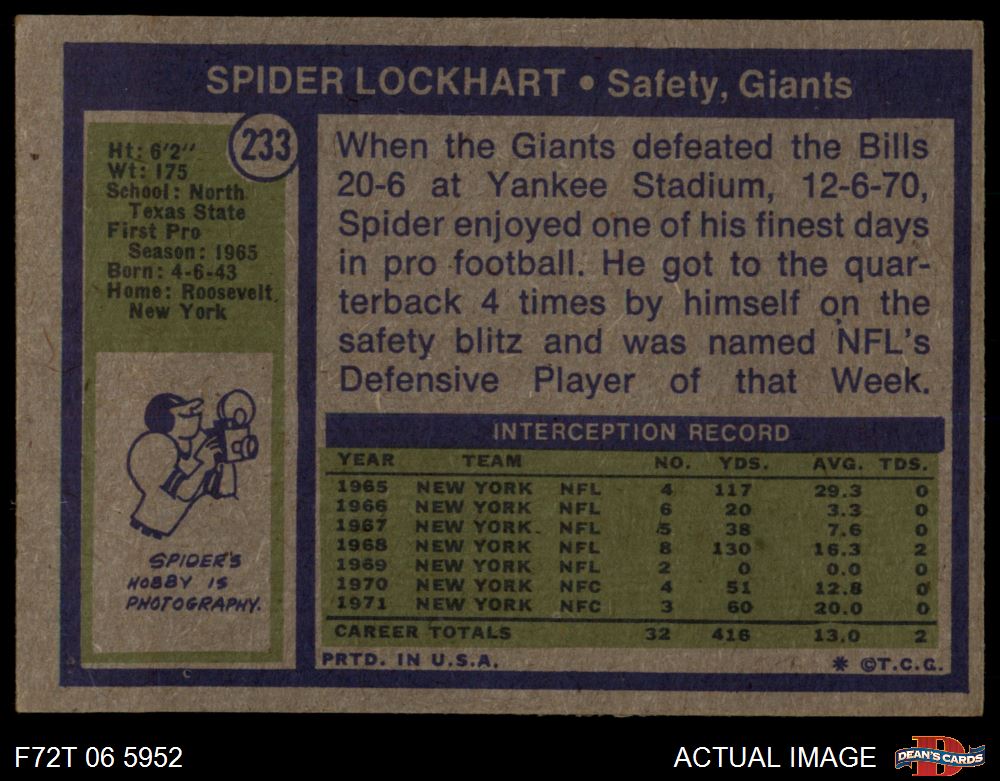 SPIDER LOCKHART • Safety, Giants
233
Ht: 6'2"
Wt: 175
School: North
Texas State
First Pro
Season: 1965
Born: 4-6-43
Home: Roosevelt,
New York
SPIDER'S
HOBBY IS
PHOTOGRAPHY.
When the Giants defeated the Bills
20-6 at Yankee Stadium, 12-6-70,
Spider enjoyed one of his finest days
in pro football. He got to the quar-
terback 4 times by himself on the
safety blitz and was named NFL's
Defensive Player of that Week.
INTERCEPTION RECORD
YEAR TEAM NO. YDS. AVG. TDS.
1965 NEW YORK NFL 4 117 29.3 0
1966 NEW YORK NFL 6 20 3.3 0
1967 NEW YORK NFL 5 38 7.6 0
1968 NEW YORK NFL 8 130 16.3 2
1969 NEW YORK NFL 2 0 0.0 0
1970 NEW YORK NFC 4 51 12.8 0
1971 NEW YORK NFC 3 60 20.0 0
CAREER TOTALS 32 416 13.0 2
PRTD. IN U.S.A. * ©T.C.G.
F72T 06 5952 ACTUAL IMAGE
DEAN'S CARDS